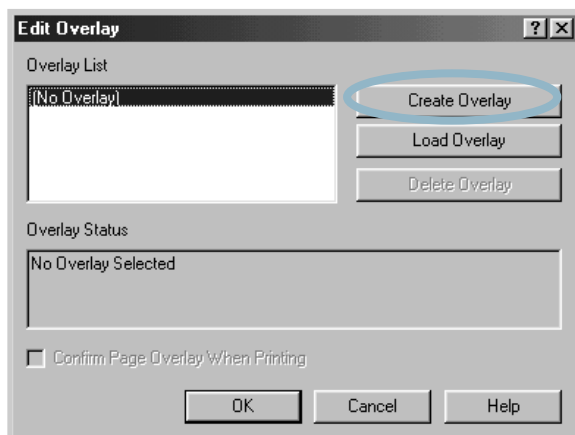 Edit Overlay
Overlay List
(No Overlay)
Create Overlay
Load Overlay
Delete Overlay
Overlay Status
No Overlay Selected
Confirm Page Overlay When Printing
OK Cancel Help